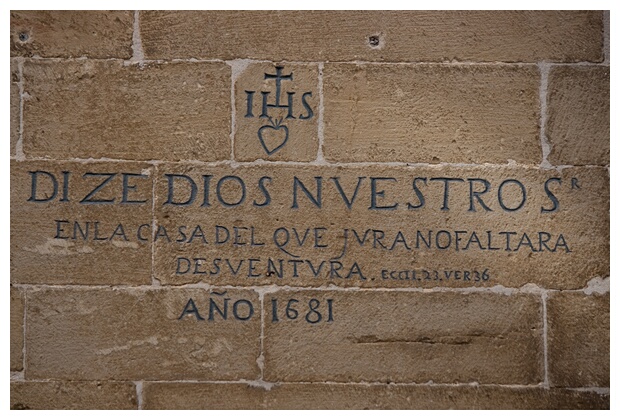 IHS
DIZE DIOS NVESTRO Sᴿ
EN LA CASA DEL QVE JVRA NO FALTARA
DESVENTVRA. ECCLI. 23. VER 36
AÑO 1681